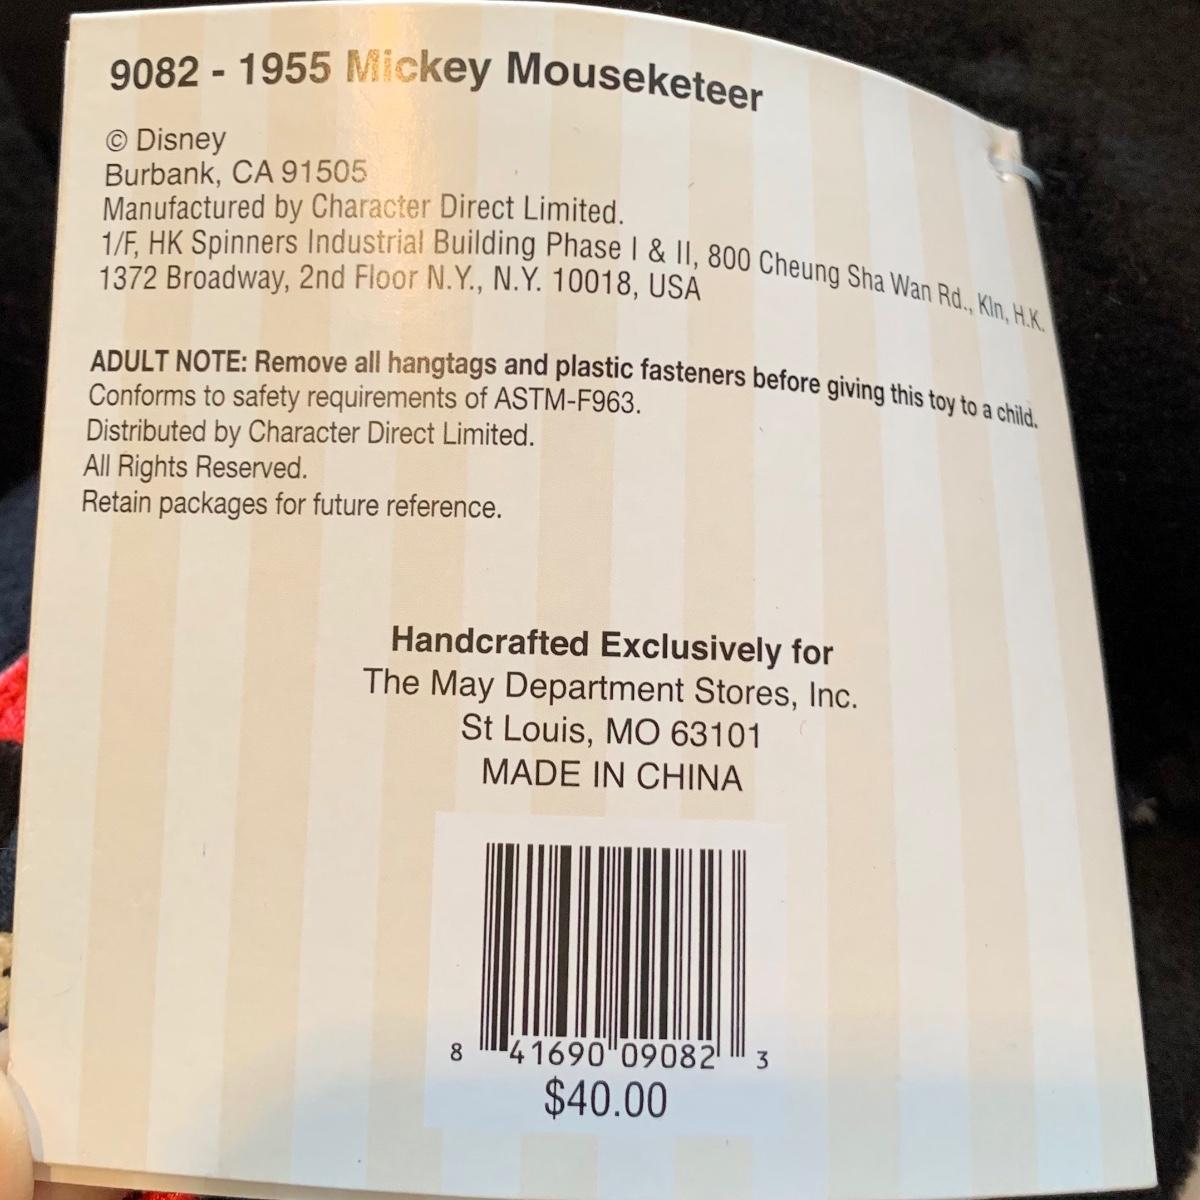 9082 - 1955 Mickey Mouseketeer
© Disney
Burbank, CA 91505
Manufactured by Character Direct Limited.
1/F, HK Spinners Industrial Building Phase I & II, 800 Cheung Sha Wan Rd., Kln, H.K.
1372 Broadway, 2nd Floor N.Y., N.Y. 10018, USA
ADULT NOTE: Remove all hangtags and plastic fasteners before giving this toy to a child.
Conforms to safety requirements of ASTM-F963.
Distributed by Character Direct Limited.
All Rights Reserved.
Retain packages for future reference.
Handcrafted Exclusively for
The May Department Stores, Inc.
St Louis, MO 63101
MADE IN CHINA
8 41690 09082 3
$40.00